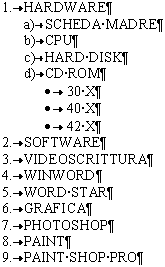 1.→HARDWARE¶
a)→SCHEDA·MADRE¶
b)→CPU¶
c)→HARD·DISK¶
d)→CD·ROM¶
•→30·X¶
•→40·X¶
•→42·X¶
2.→SOFTWARE¶
3.→VIDEOSCRITTURA¶
4.→WINWORD¶
5.→WORD·STAR¶
6.→GRAFICA¶
7.→PHOTOSHOP¶
8.→PAINT¶
9.→PAINT·SHOP·PRO¶